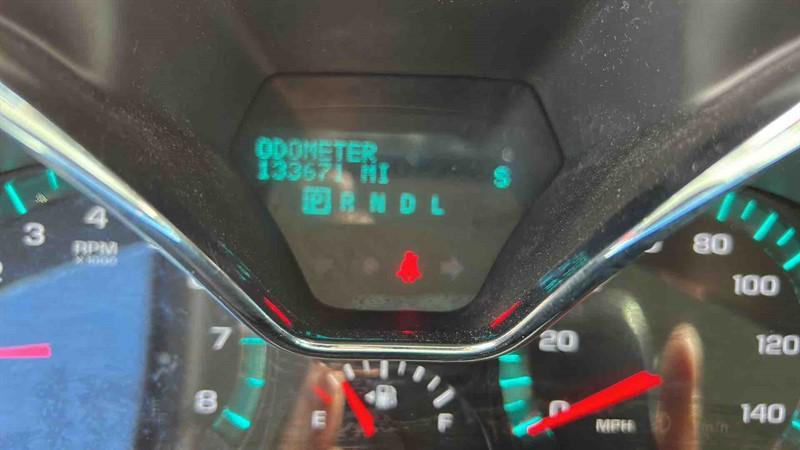 ODOMETER
133671 MI S
P R N D L
3 4
RPM
X1000
7
8
E F
20
0
MPH
80
100
120
140